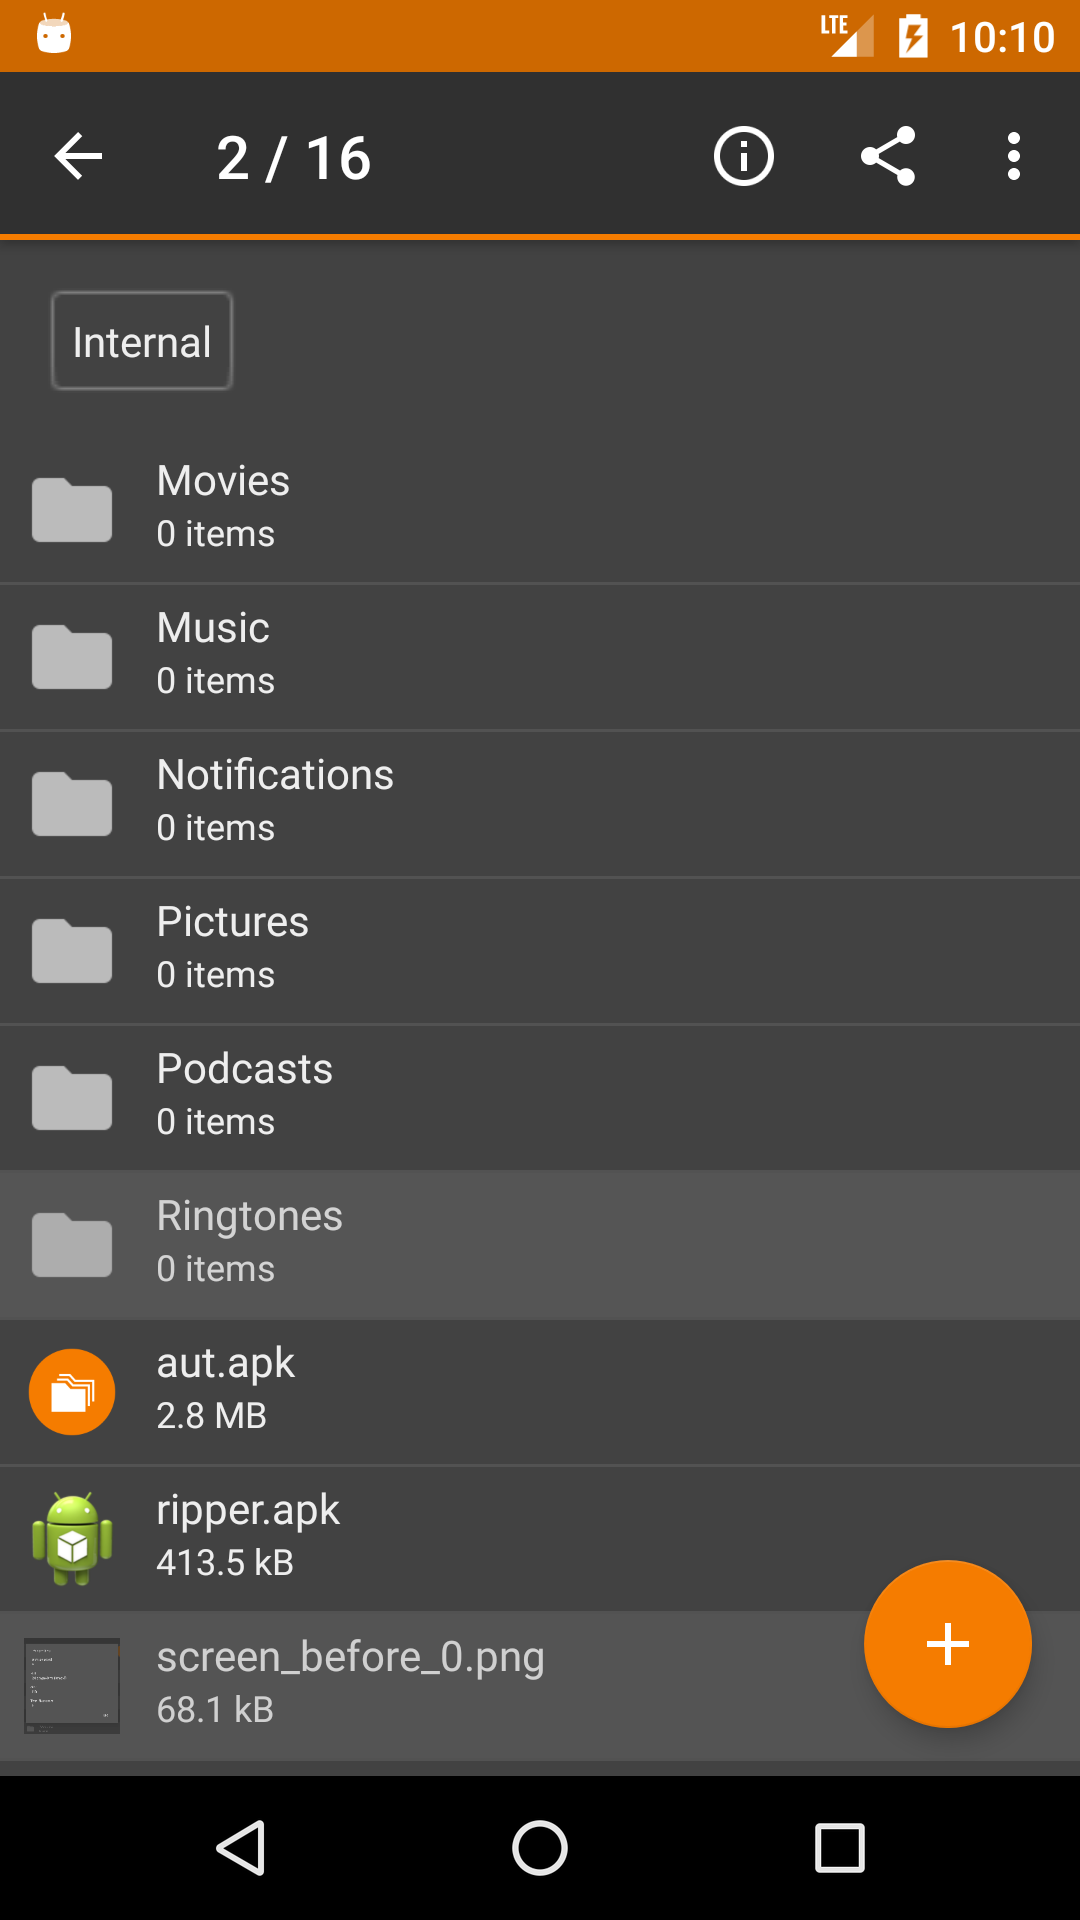 LTE 10:10
2 / 16
Internal
Movies
0 items
Music
0 items
Notifications
0 items
Pictures
0 items
Podcasts
0 items
Ringtones
0 items
aut.apk
2.8 MB
ripper.apk
413.5 kB
screen_before_0.png
68.1 kB